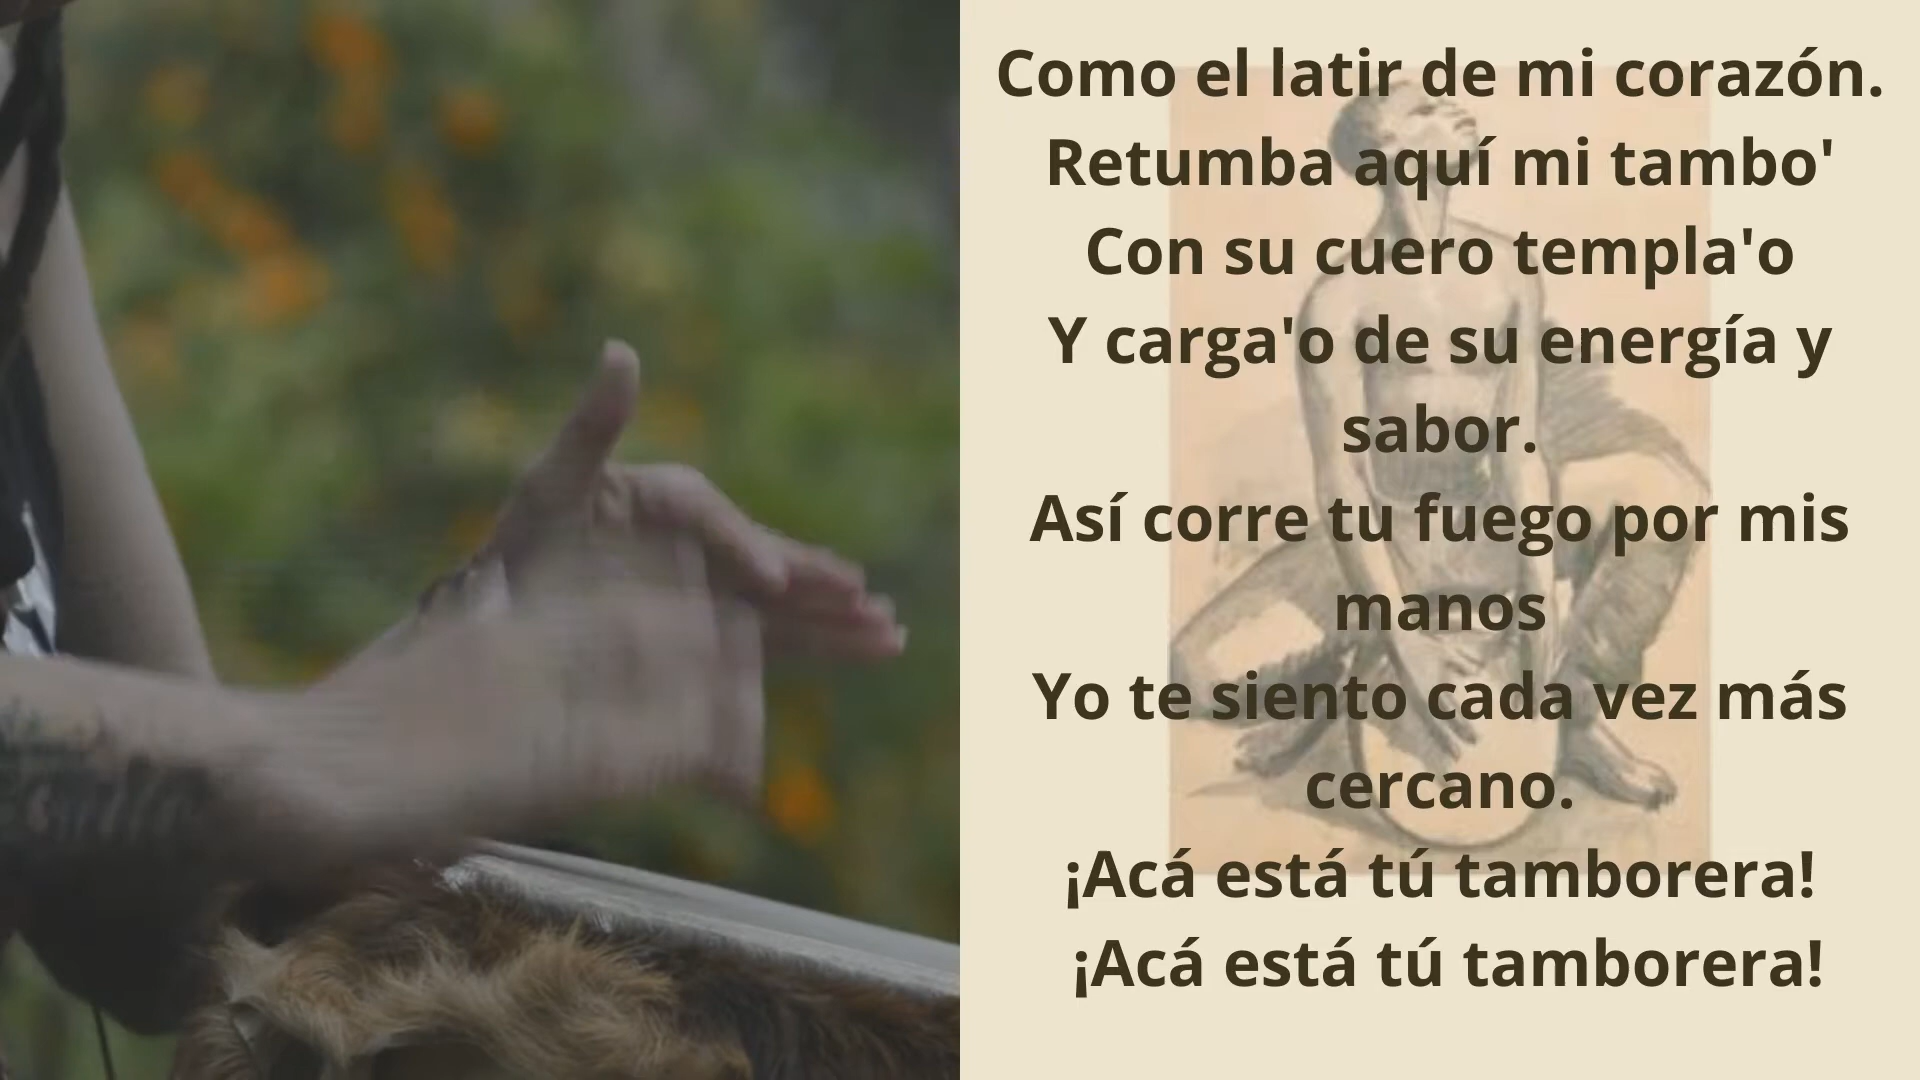 Como el latir de mi corazón.
Retumba aquí mi tambo'
Con su cuero templa'o
Y carga'o de su energía y
sabor.
Así corre tu fuego por mis
manos
Yo te siento cada vez más
cercano.
¡Acá está tú tamborera!
¡Acá está tú tamborera!